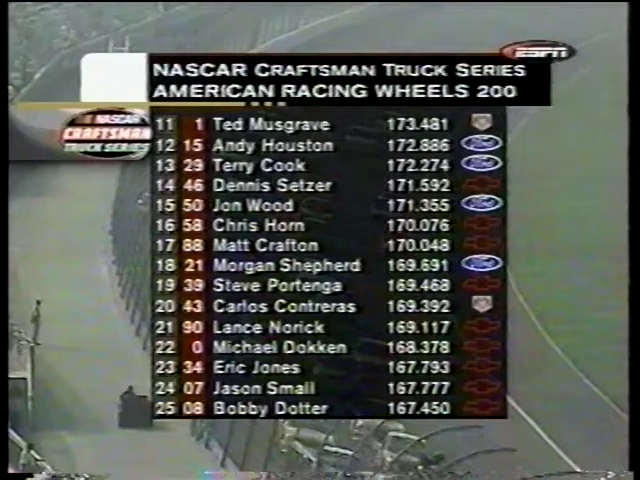 ESPN
NASCAR CRAFTSMAN TRUCK SERIES
AMERICAN RACING WHEELS 200
NASCAR
CRAFTSMAN
TRUCK SERIES
11 1 Ted Musgrave 173.481
12 15 Andy Houston 172.886 Ford
13 29 Terry Cook 172.274 Ford
14 46 Dennis Setzer 171.592
15 50 Jon Wood 171.355 Ford
16 58 Chris Horn 170.076
17 88 Matt Crafton 170.048
18 21 Morgan Shepherd 169.691 Ford
19 39 Steve Portenga 169.468
20 43 Carlos Contreras 169.392
21 90 Lance Norick 169.117
22 0 Michael Dokken 168.378
23 34 Eric Jones 167.793
24 07 Jason Small 167.777
25 08 Bobby Dotter 167.450